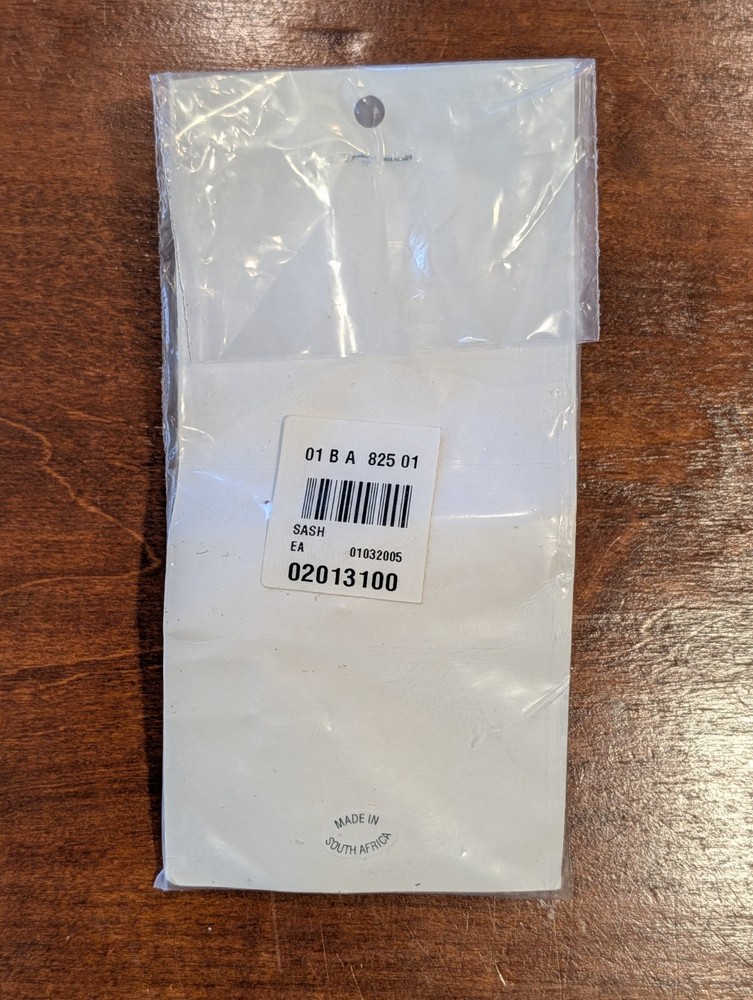 01 B A 825 01
SASH
EA 01032005
02013100
MADE IN
SOUTH AFRICA